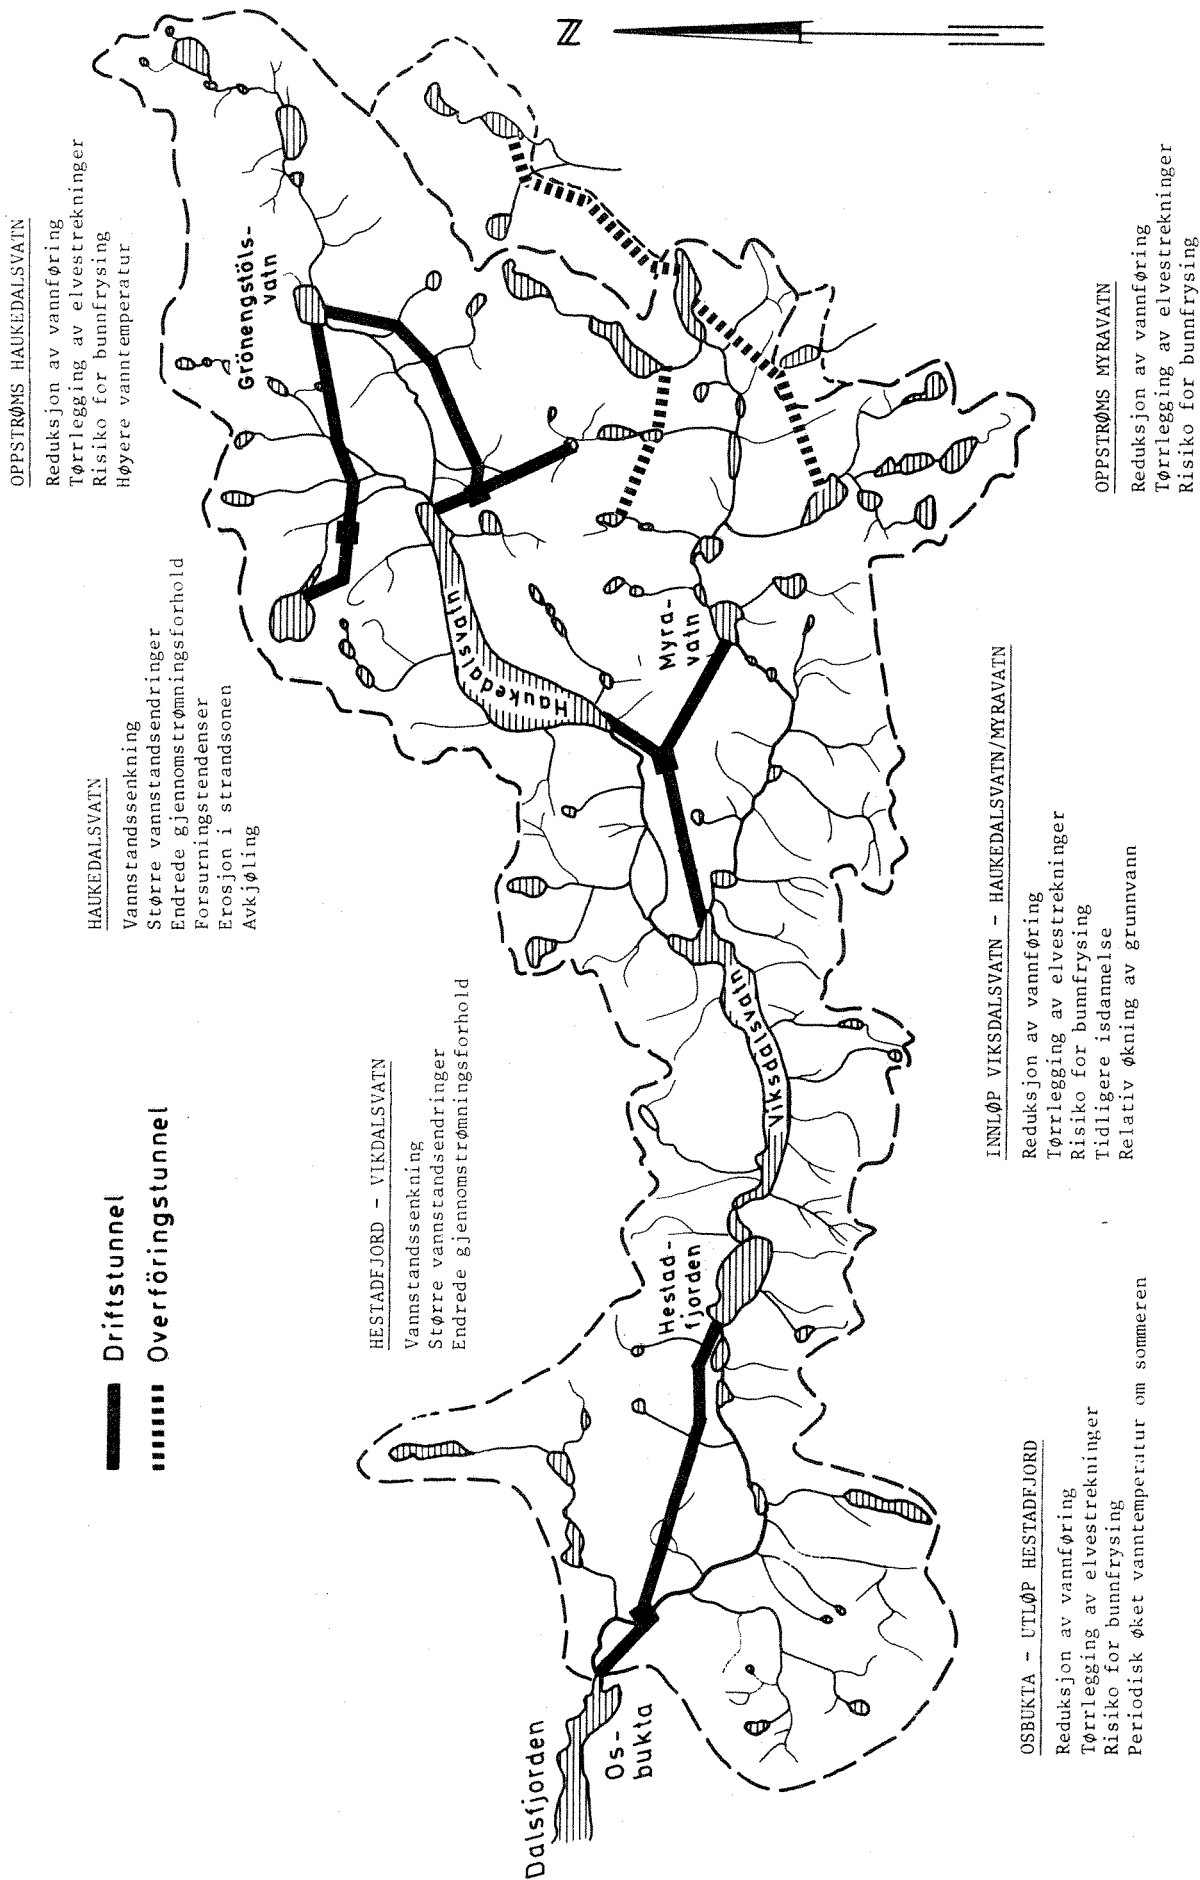 OPPSTRØMS HAUKEDALSVATN
Reduksjon av vannføring
Tørrlegging av elvestrekninger
Risiko for bunnfrysing
Høyere vanntemperatur
HAUKEDALSVATN
Vannstandssenkning
Større vannstandsendringer
Endrede gjennomstrømningsforhold
Forsurningstendenser
Erosjon i strandsonen
Avkjøling
Driftstunnel
Overföringstunnel
HESTADFJORD - VIKDALSVATN
Vannstandssenkning
Større vannstandsendringer
Endrede gjennomstrømningsforhold
N
Grönengstöls-
vatn
Haukedalsvatn
Myra-
vatn
Viksdalsvatn
Hestad-
fjorden
Dalsfjorden
Os-
bukta
OSBUKTA - UTLØP HESTADFJORD
Reduksjon av vannføring
Tørrlegging av elvestrekninger
Risiko for bunnfrysing
Periodisk øket vanntemperatur om sommeren
INNLØP VIKSDALSVATN - HAUKEDALSVATN/MYRAVATN
Reduksjon av vannføring
Tørrlegging av elvestrekninger
Risiko for bunnfrysing
Tidligere isdannelse
Relativ økning av grunnvann
OPPSTRØMS MYRAVATN
Reduksjon av vannføring
Tørrlegging av elvestrekninger
Risiko for bunnfrysing